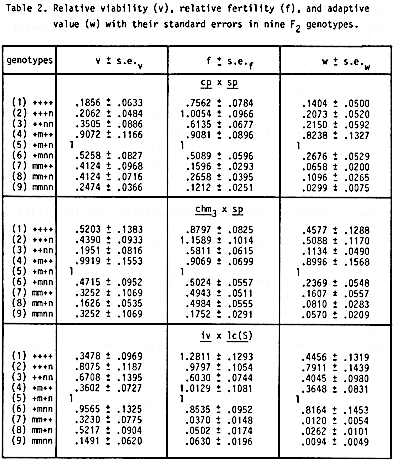 Table 2. Relative viability (v), relative fertility (f), and adaptive
value (w) with their standard errors in nine F2 genotypes.
genotypes v ± s.e.v f ± s.e.f w ± s.e.w
cp x sp
(1) ++++ .1856 ± .0633 .7562 ± .0784 .1404 ± .0500
(2) +++n .2062 ± .0484 1.0054 ± .0966 .2073 ± .0520
(3) ++nn .3505 ± .0886 .6135 ± .0677 .2150 ± .0592
(4) +m++ .9072 ± .1166 .9081 ± .0896 .8238 ± .1327
(5) +m+n 1 1 1
(6) +mnn .5258 ± .0827 .5089 ± .0596 .2676 ± .0529
(7) mm++ .4124 ± .0968 .1596 ± .0293 .0658 ± .0200
(8) mm+n .4124 ± .0716 .2658 ± .0395 .1096 ± .0265
(9) mmnn .2474 ± .0366 .1212 ± .0251 .0299 ± .0075
chm3 x sp
(1) ++++ .5203 ± .1383 .8797 ± .0825 .4577 ± .1288
(2) +++n .4390 ± .0933 1.1589 ± .1014 .5088 ± .1170
(3) ++nn .1951 ± .0816 .5811 ± .0615 .1134 ± .0490
(4) +m++ .9919 ± .1553 .9069 ± .0699 .8996 ± .1568
(5) +m+n 1 1 1
(6) +mnn .4715 ± .0952 .5024 ± .0557 .2369 ± .0548
(7) mm++ .3252 ± .1069 .4943 ± .0511 .1607 ± .0557
(8) mm+n .1626 ± .0535 .4984 ± .0555 .0810 ± .0283
(9) mmnn .3252 ± .1069 .1752 ± .0291 .0570 ± .0209
iv x lc(S)
(1) ++++ .3478 ± .0969 1.2811 ± .1293 .4456 ± .1319
(2) +++n .8075 ± .1187 .9797 ± .1054 .7911 ± .1439
(3) ++nn .6708 ± .1395 .6030 ± .0744 .4045 ± .0980
(4) +m++ .3602 ± .0727 1.0129 ± .1081 .3648 ± .0831
(5) +m+n 1 1 1
(6) +mnn .9565 ± .1325 .8535 ± .0952 .8164 ± .1453
(7) mm++ .3230 ± .0775 .0370 ± .0148 .0120 ± .0054
(8) mm+n .5217 ± .0904 .0502 ± .0174 .0262 ± .0101
(9) mmnn .1491 ± .0620 .0630 ± .0196 .0094 ± .0049